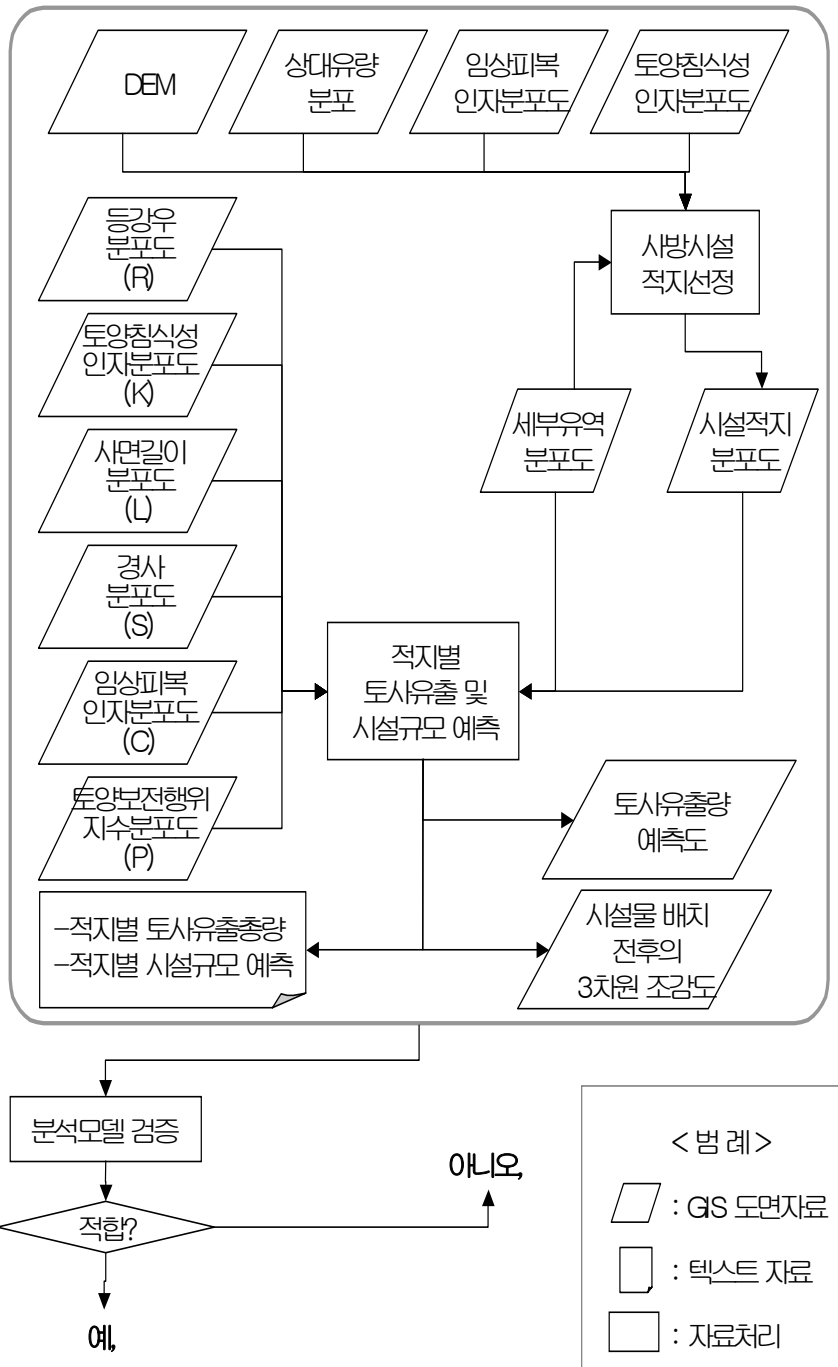 DEM
상대유량
분포
임상피복
인자분포도
토양침식성
인자분포도
등강우
분포도
(R)
사방시설
적지선정
토양침식성
인자분포도
(K)
세부유역
분포도
시설적지
분포도
사면길이
분포도
(L)
경사
분포도
(S)
적지별
토사유출 및
시설규모 예측
임상피복
인자분포도
(C)
토양보전행위
지수분포도
(P)
토사유출량
예측도
-적지별 토사유출총량
-적지별 시설규모 예측
시설물 배치
전후의
3차원 조감도
분석모델 검증
적합?
아니오,
예,
<범 례>
: GIS 도면자료
: 텍스트 자료
: 자료처리